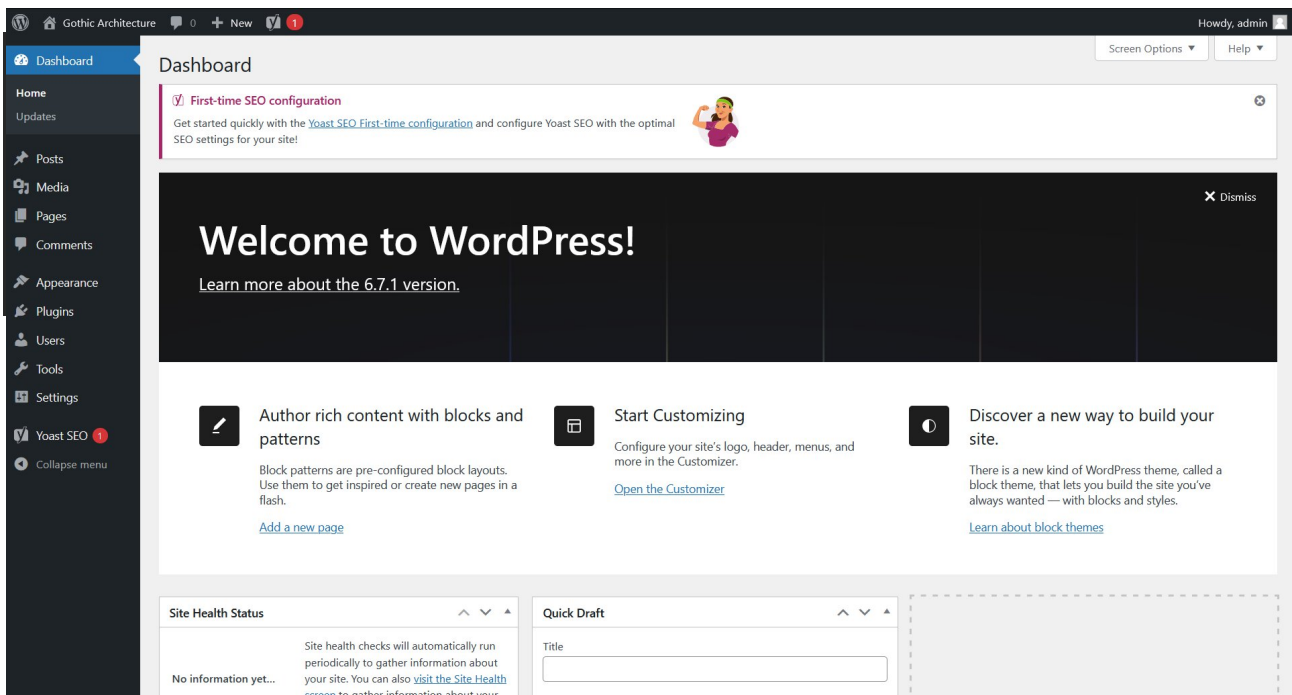 Gothic Architecture 0 + New 1 Howdy, admin
Screen Options ▼ Help ▼
Dashboard
Home
Updates
Posts
Media
Pages
Comments
Appearance
Plugins
Users
Tools
Settings
Yoast SEO 1
Collapse menu
Dashboard
First-time SEO configuration
Get started quickly with the Yoast SEO First-time configuration and configure Yoast SEO with the optimal
SEO settings for your site!
Dismiss
Welcome to WordPress!
Learn more about the 6.7.1 version.
Author rich content with blocks and
patterns
Block patterns are pre-configured block layouts.
Use them to get inspired or create new pages in a
flash.
Add a new page
Start Customizing
Configure your site's logo, header, menus, and
more in the Customizer.
Open the Customizer
Discover a new way to build your
site.
There is a new kind of WordPress theme, called a
block theme, that lets you build the site you've
always wanted — with blocks and styles.
Learn about block themes
Site Health Status
No information yet...
Site health checks will automatically run
periodically to gather information about
your site. You can also visit the Site Health
screen to gather information about your
Quick Draft
Title